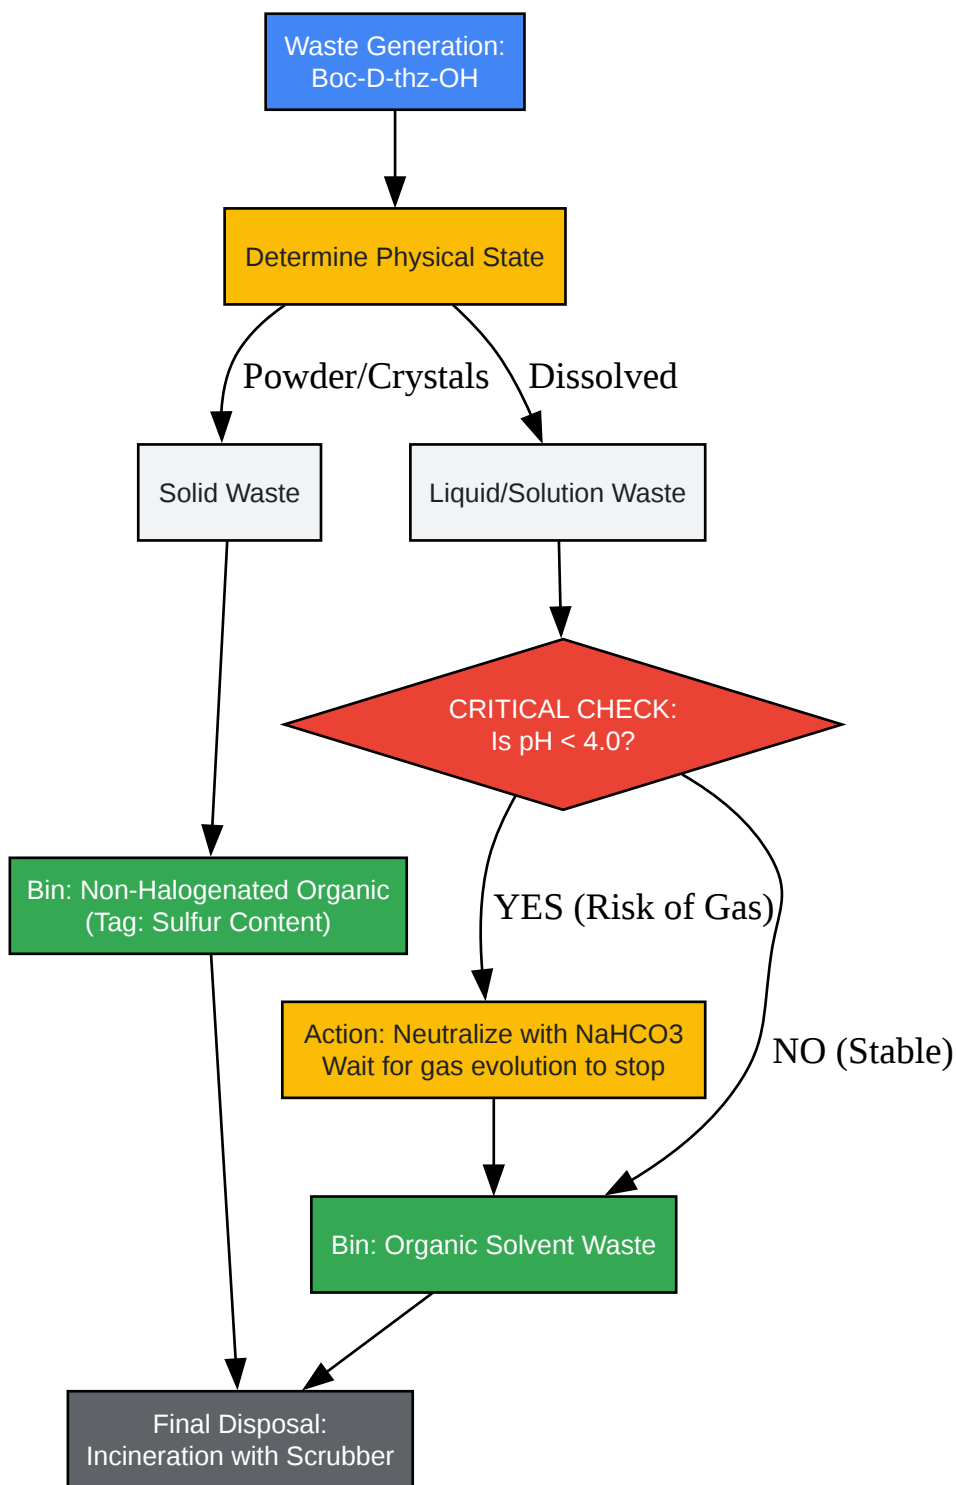 Waste Generation:
Boc-D-thz-OH
Determine Physical State
Powder/Crystals
Dissolved
Solid Waste
Liquid/Solution Waste
CRITICAL CHECK:
Is pH < 4.0?
Bin: Non-Halogenated Organic
(Tag: Sulfur Content)
YES (Risk of Gas)
Action: Neutralize with NaHCO3
Wait for gas evolution to stop
NO (Stable)
Bin: Organic Solvent Waste
Final Disposal:
Incineration with Scrubber